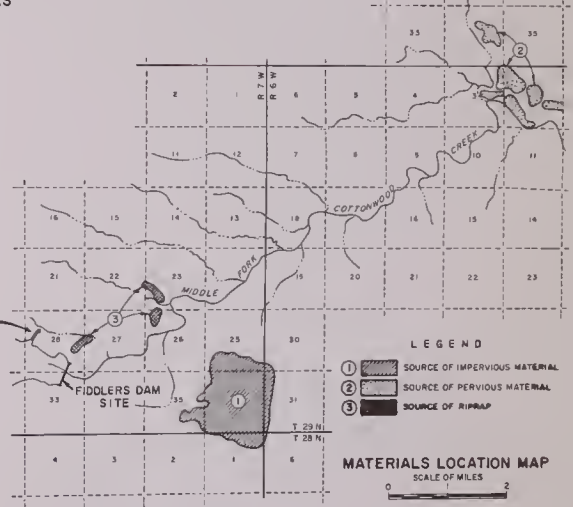 35 35
2
R 7 W
R 6 W
2 1 6 5 4 3
11 12 7 8 9 10 11
CREEK
COTTONWOOD
16 15 14 13 18 16 15 14
FORK
21 22 23 19 20 21 22 23
MIDDLE
3
28 27 26 25 30
FIDDLERS DAM
SITE
33 35 1 31
T 29 N
T 28 N
4 3 2 1 6
LEGEND
1 SOURCE OF IMPERVIOUS MATERIAL
2 SOURCE OF PERVIOUS MATERIAL
3 SOURCE OF RIPRAP
MATERIALS LOCATION MAP
SCALE OF MILES
0 2